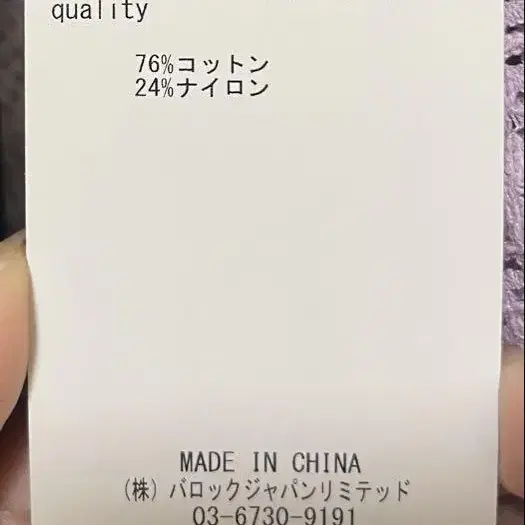 quality
76%コットン
24%ナイロン
MADE IN CHINA
(株) バロックジャパンリミテッド
03-6730-9191